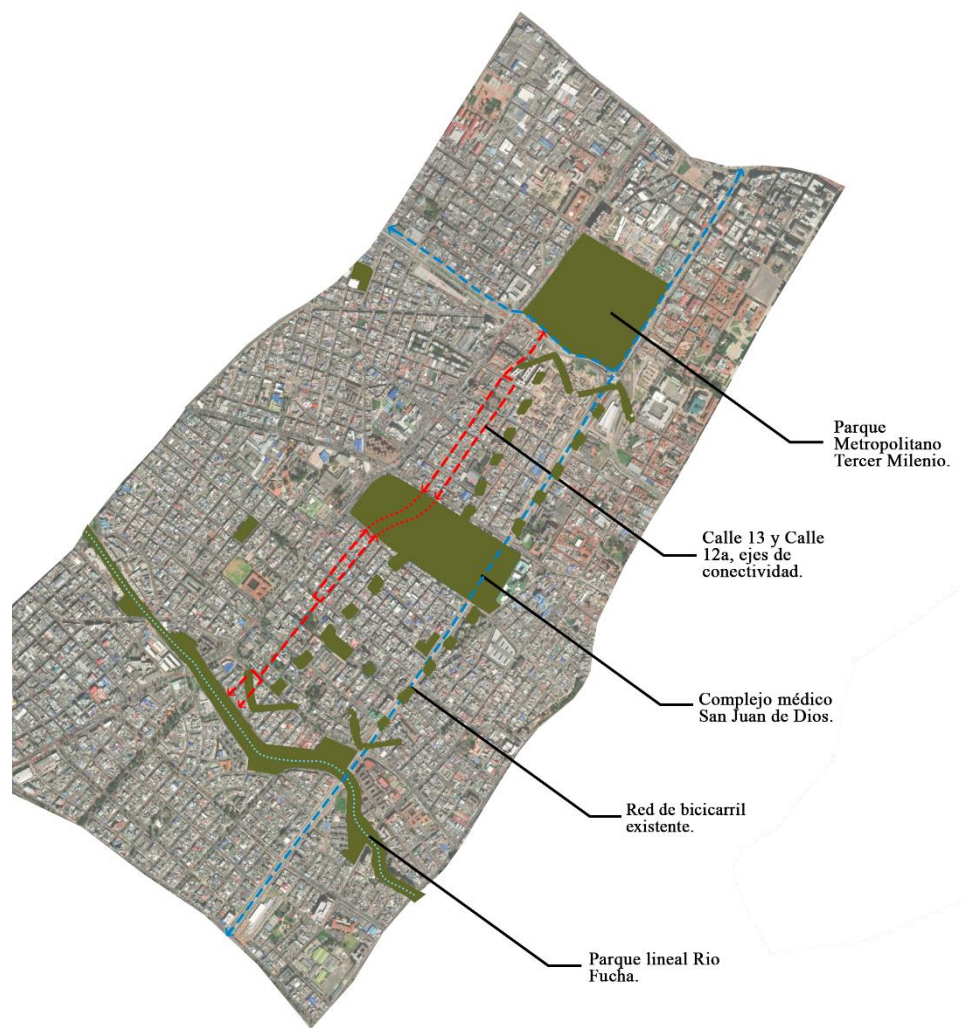 Parque
Metropolitano
Tercer Milenio.
Calle 13 y Calle
12a, ejes de
conectividad.
Complejo médico
San Juan de Dios.
Red de bicicarril
existente.
Parque lineal Rio
Fucha.